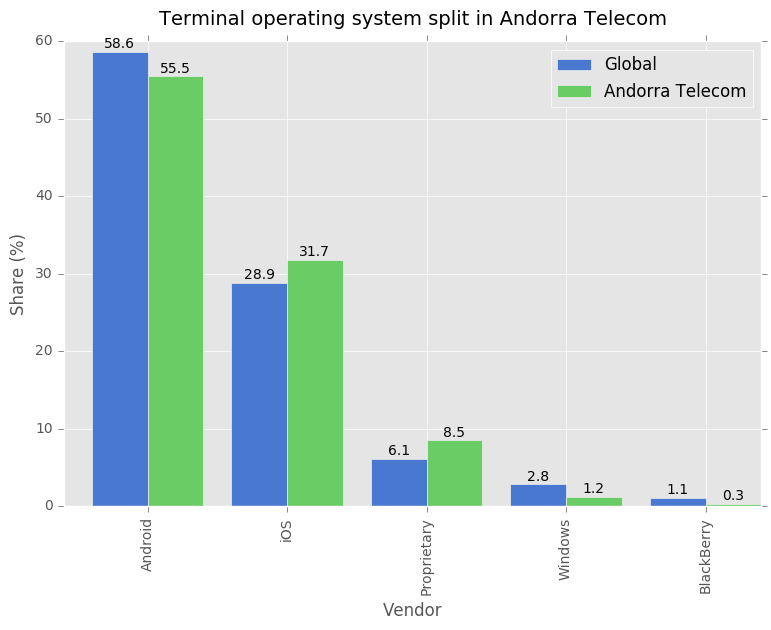 Terminal operating system split in Andorra Telecom
Global
Andorra Telecom
Share (%)
60
50
40
30
20
10
0
58.6
55.5
28.9
31.7
6.1
8.5
2.8
1.2
1.1
0.3
Android
iOS
Proprietary
Windows
BlackBerry
Vendor